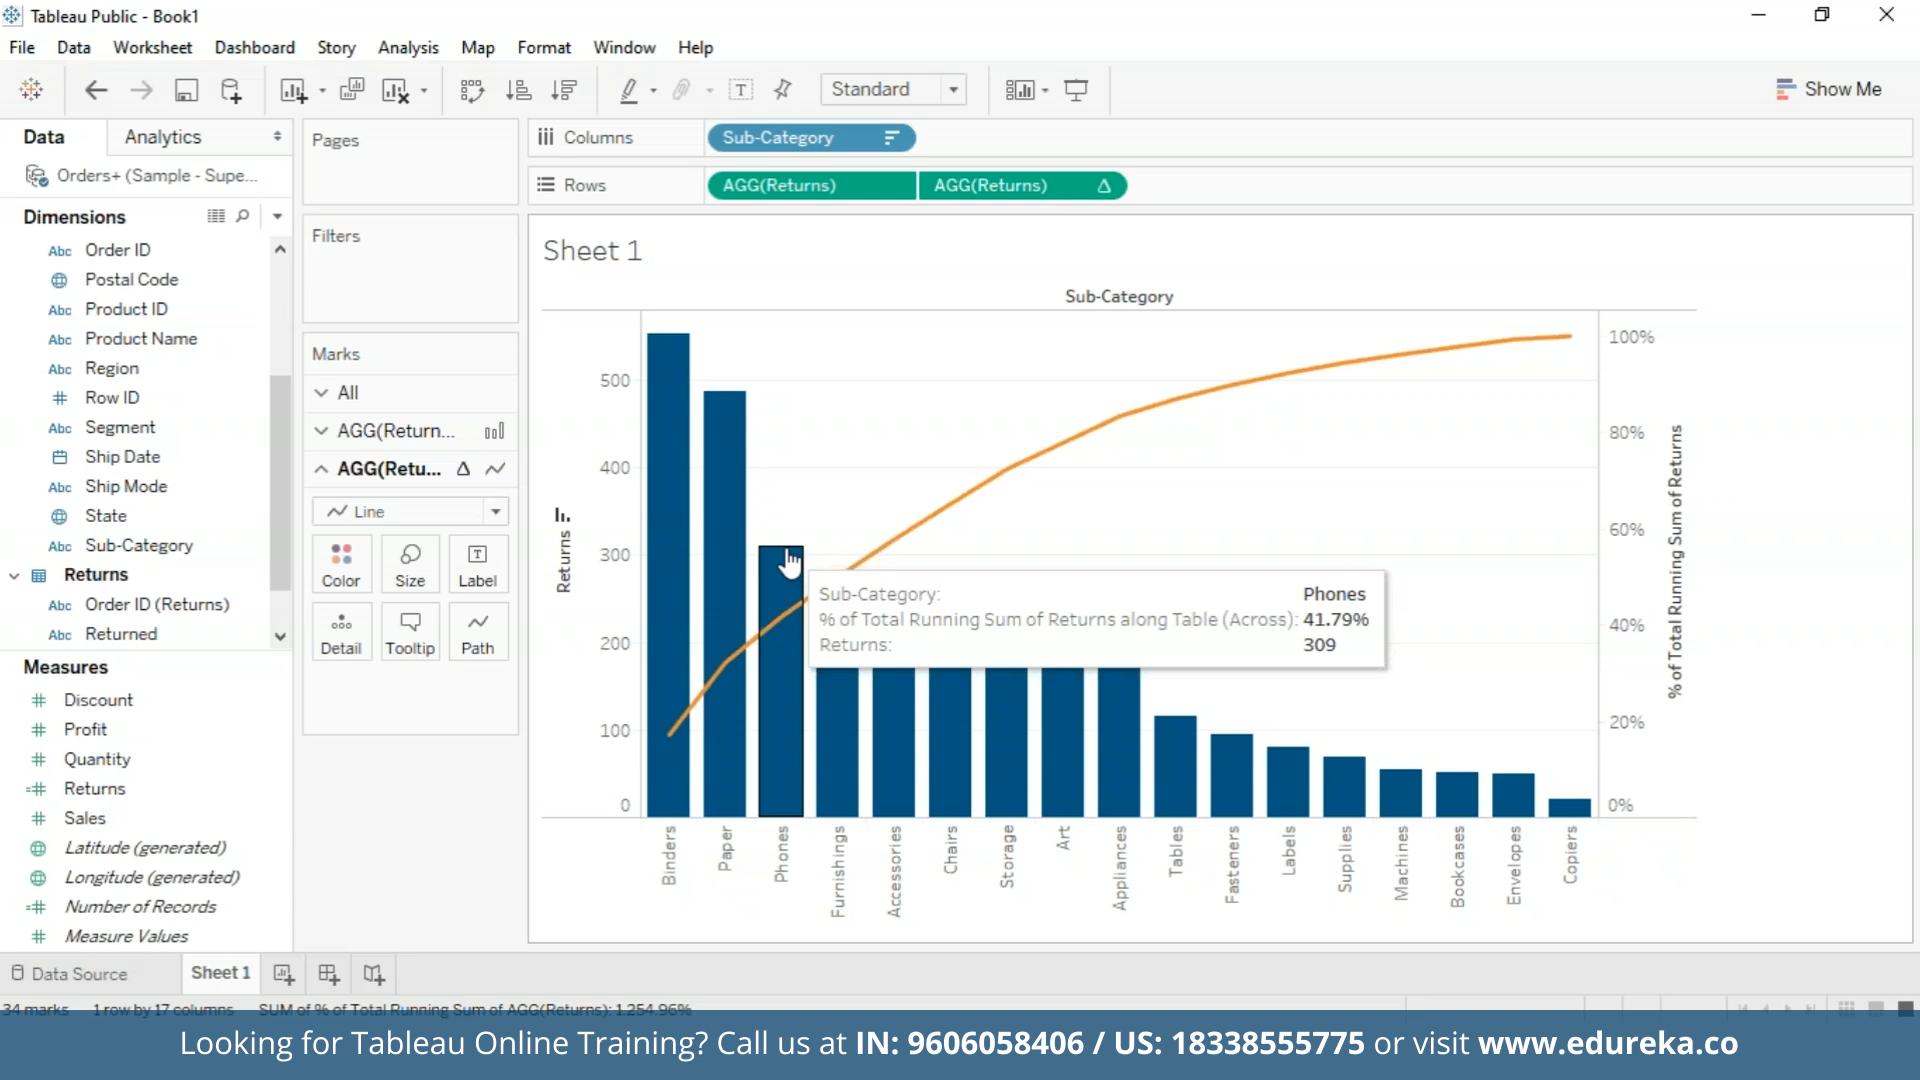 Tableau Public - Book1
File Data Worksheet Dashboard Story Analysis Map Format Window Help
Standard
Show Me
Data Analytics
Orders+ (Sample - Supe...
Dimensions
Abc Order ID
Postal Code
Abc Product ID
Abc Product Name
Abc Region
# Row ID
Abc Segment
Ship Date
Abc Ship Mode
State
Abc Sub-Category
Returns
Abc Order ID (Returns)
Abc Returned
Measures
# Discount
# Profit
# Quantity
=# Returns
# Sales
Latitude (generated)
Longitude (generated)
=# Number of Records
# Measure Values
Pages
Filters
Marks
All
AGG(Return...
AGG(Retu... Δ
Line
Color Size Label
Detail Tooltip Path
Columns Sub-Category
Rows AGG(Returns) AGG(Returns) Δ
Sheet 1
Sub-Category
Returns
500
400
300
200
100
0
100%
80%
60%
40%
20%
0%
% of Total Running Sum of Returns
Sub-Category: Phones
% of Total Running Sum of Returns along Table (Across): 41.79%
Returns: 309
Binders
Paper
Phones
Furnishings
Accessories
Chairs
Storage
Art
Appliances
Tables
Fasteners
Labels
Supplies
Machines
Bookcases
Envelopes
Copiers
Data Source Sheet 1
34 marks 1 row by 17 columns SUM of % of Total Running Sum of AGG(Returns): 1,254.96%
Looking for Tableau Online Training? Call us at IN: 9606058406 / US: 18338555775 or visit www.edureka.co